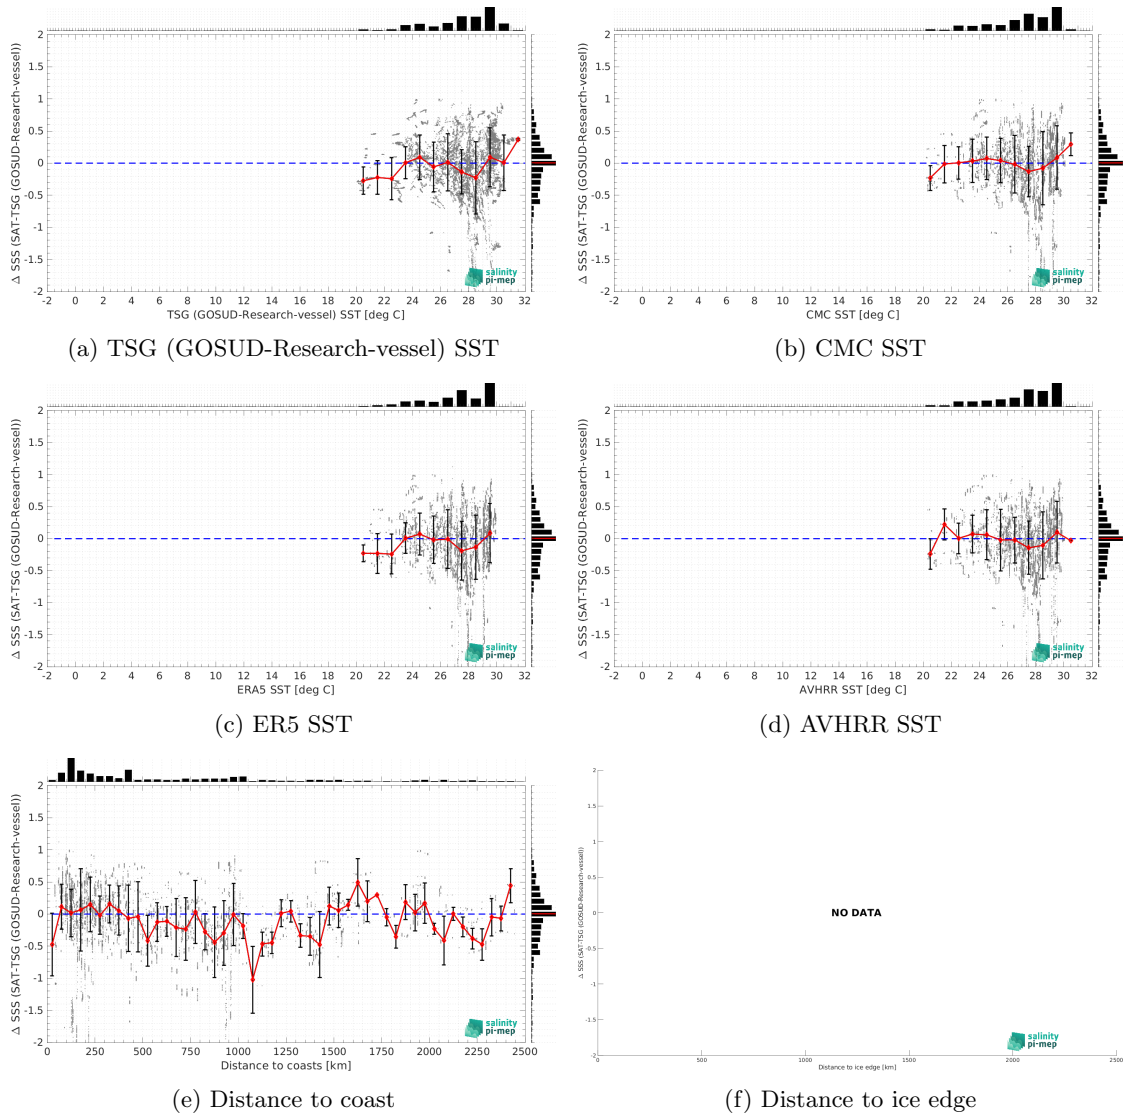 Δ SSS (SAT-TSG (GOSUD-Research-vessel))
2
1.5
1
0.5
0
-0.5
-1
-1.5
-2
-2 0 2 4 6 8 10 12 14 16 18 20 22 24 26 28 30 32
TSG (GOSUD-Research-vessel) SST [deg C]
salinity
pi-mep
(a) TSG (GOSUD-Research-vessel) SST
Δ SSS (SAT-TSG (GOSUD-Research-vessel))
2
1.5
1
0.5
0
-0.5
-1
-1.5
-2
-2 0 2 4 6 8 10 12 14 16 18 20 22 24 26 28 30 32
CMC SST [deg C]
salinity
pi-mep
(b) CMC SST
Δ SSS (SAT-TSG (GOSUD-Research-vessel))
2
1.5
1
0.5
0
-0.5
-1
-1.5
-2
-2 0 2 4 6 8 10 12 14 16 18 20 22 24 26 28 30 32
ERA5 SST [deg C]
salinity
pi-mep
(c) ER5 SST
Δ SSS (SAT-TSG (GOSUD-Research-vessel))
2
1.5
1
0.5
0
-0.5
-1
-1.5
-2
-2 0 2 4 6 8 10 12 14 16 18 20 22 24 26 28 30 32
AVHRR SST [deg C]
salinity
pi-mep
(d) AVHRR SST
Δ SSS (SAT-TSG (GOSUD-Research-vessel))
2
1.5
1
0.5
0
-0.5
-1
-1.5
-2
0 250 500 750 1000 1250 1500 1750 2000 2250 2500
Distance to coasts [km]
salinity
pi-mep
(e) Distance to coast
Δ SSS (SAT-TSG (GOSUD-Research-vessel))
2
1.5
1
0.5
0
-0.5
-1
-1.5
-2
NO DATA
0 500 1000 1500 2000 2500
Distance to ice edge [km]
salinity
pi-mep
(f) Distance to ice edge